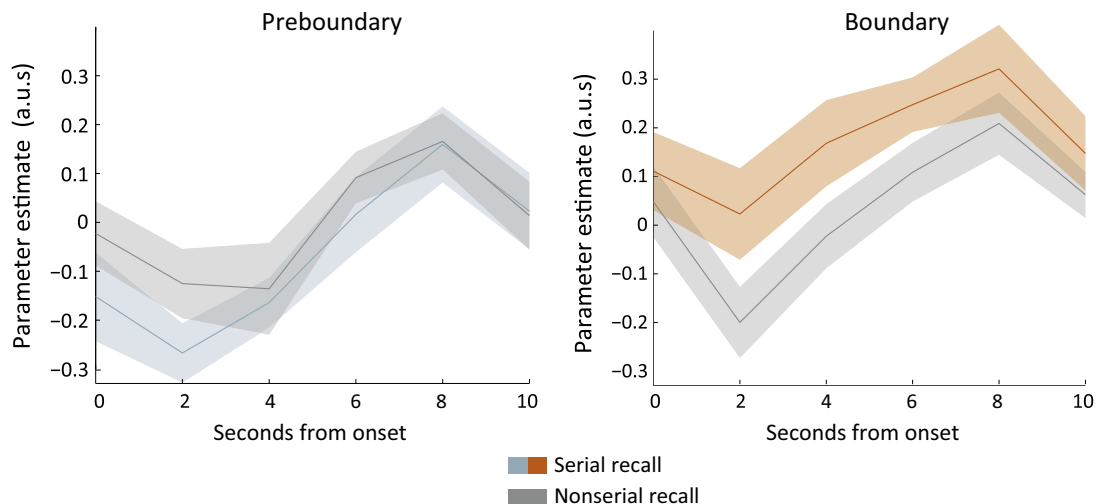 Preboundary
Parameter estimate (a.u.s)
0.3
0.2
0.1
0
−0.1
−0.2
−0.3
0 2 4 6 8 10
Seconds from onset
Boundary
Parameter estimate (a.u.s)
0.3
0.2
0.1
0
−0.1
−0.2
−0.3
0 2 4 6 8 10
Seconds from onset
Serial recall
Nonserial recall